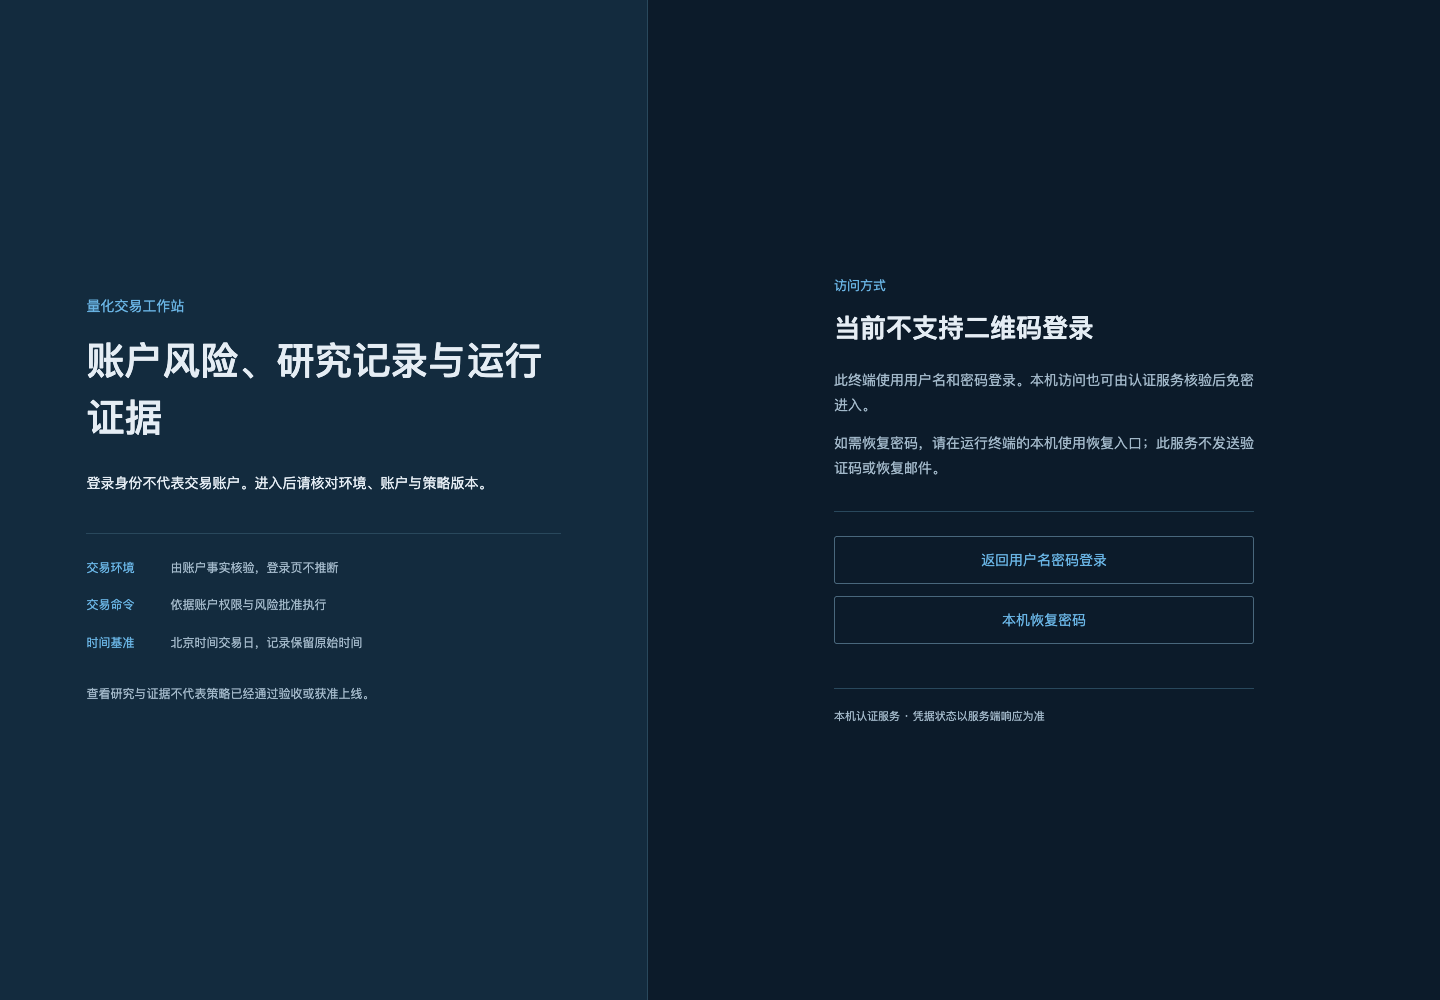 量化交易工作站
账户风险、研究记录与运行
证据
登录身份不代表交易账户。进入后请核对环境、账户与策略版本。
交易环境 由账户事实核验，登录页不推断
交易命令 依据账户权限与风险批准执行
时间基准 北京时间交易日，记录保留原始时间
查看研究与证据不代表策略已经通过验收或获准上线。
访问方式
当前不支持二维码登录
此终端使用用户名和密码登录。本机访问也可由认证服务核验后免密
进入。
如需恢复密码，请在运行终端的本机使用恢复入口；此服务不发送验
证码或恢复邮件。
返回用户名密码登录
本机恢复密码
本机认证服务 · 凭据状态以服务端响应为准